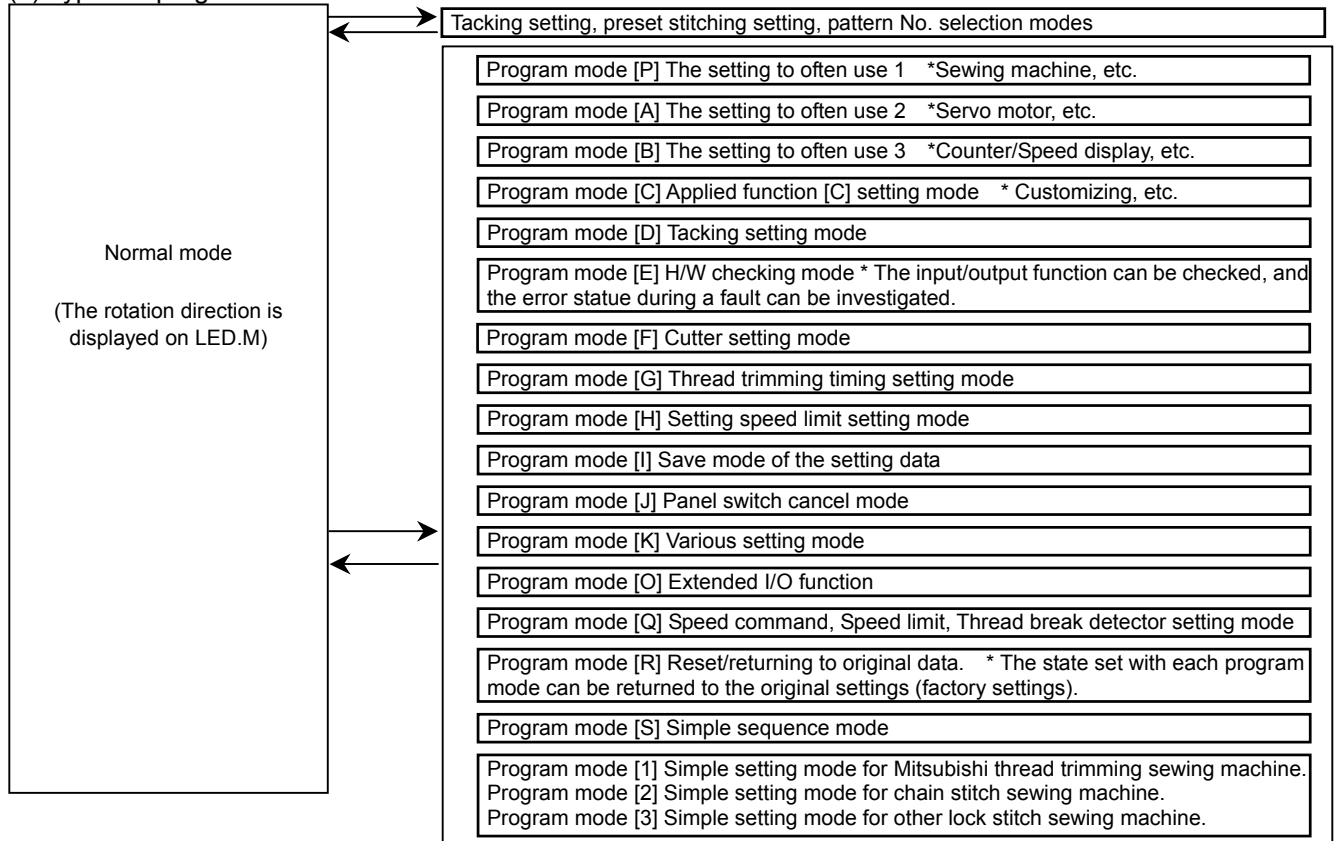 Tacking setting, preset stitching setting, pattern No. selection modes
Normal mode
(The rotation direction is
displayed on LED.M)
Program mode [P] The setting to often use 1 *Sewing machine, etc.
Program mode [A] The setting to often use 2 *Servo motor, etc.
Program mode [B] The setting to often use 3 *Counter/Speed display, etc.
Program mode [C] Applied function [C] setting mode * Customizing, etc.
Program mode [D] Tacking setting mode
Program mode [E] H/W checking mode * The input/output function can be checked, and
the error statue during a fault can be investigated.
Program mode [F] Cutter setting mode
Program mode [G] Thread trimming timing setting mode
Program mode [H] Setting speed limit setting mode
Program mode [I] Save mode of the setting data
Program mode [J] Panel switch cancel mode
Program mode [K] Various setting mode
Program mode [O] Extended I/O function
Program mode [Q] Speed command, Speed limit, Thread break detector setting mode
Program mode [R] Reset/returning to original data. * The state set with each program
mode can be returned to the original settings (factory settings).
Program mode [S] Simple sequence mode
Program mode [1] Simple setting mode for Mitsubishi thread trimming sewing machine.
Program mode [2] Simple setting mode for chain stitch sewing machine.
Program mode [3] Simple setting mode for other lock stitch sewing machine.